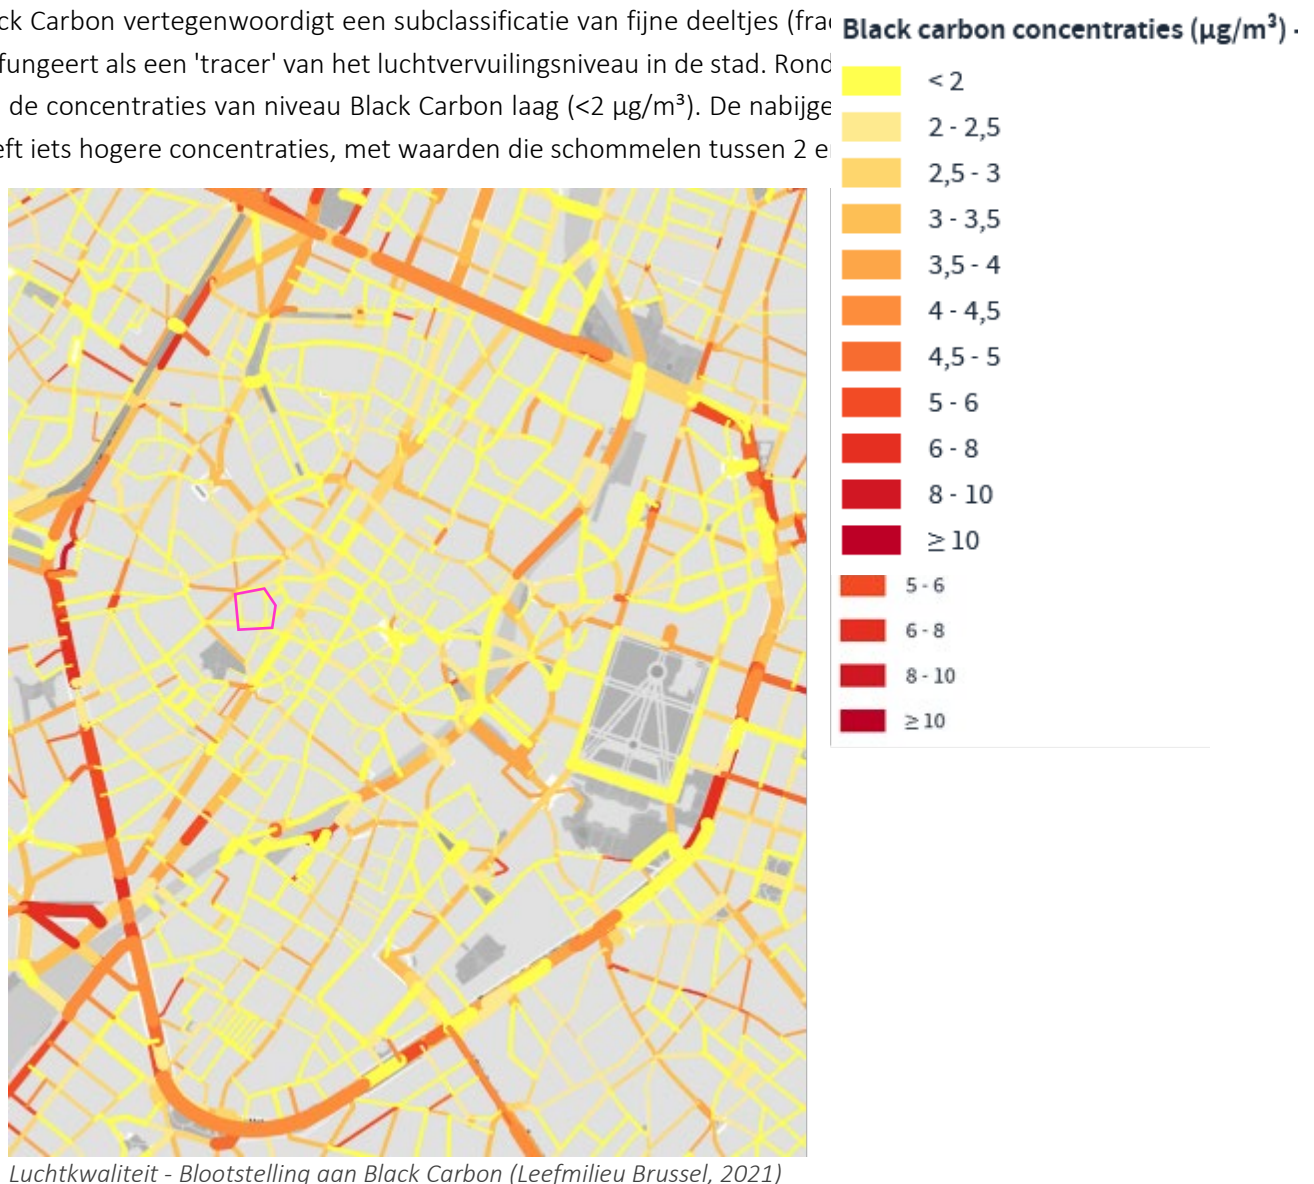 ck Carbon vertegenwoordigt een subclassificatie van fijne deeltjes (frac
fungeert als een 'tracer' van het luchtvervuilingsniveau in de stad. Rond
de concentraties van niveau Black Carbon laag (<2 µg/m³). De nabijge
eft iets hogere concentraties, met waarden die schommelen tussen 2 en
Black carbon concentraties (µg/m³) -
< 2
2 - 2,5
2,5 - 3
3 - 3,5
3,5 - 4
4 - 4,5
4,5 - 5
5 - 6
6 - 8
8 - 10
≥ 10
5 - 6
6 - 8
8 - 10
≥ 10
Luchtkwaliteit - Blootstelling aan Black Carbon (Leefmilieu Brussel, 2021)